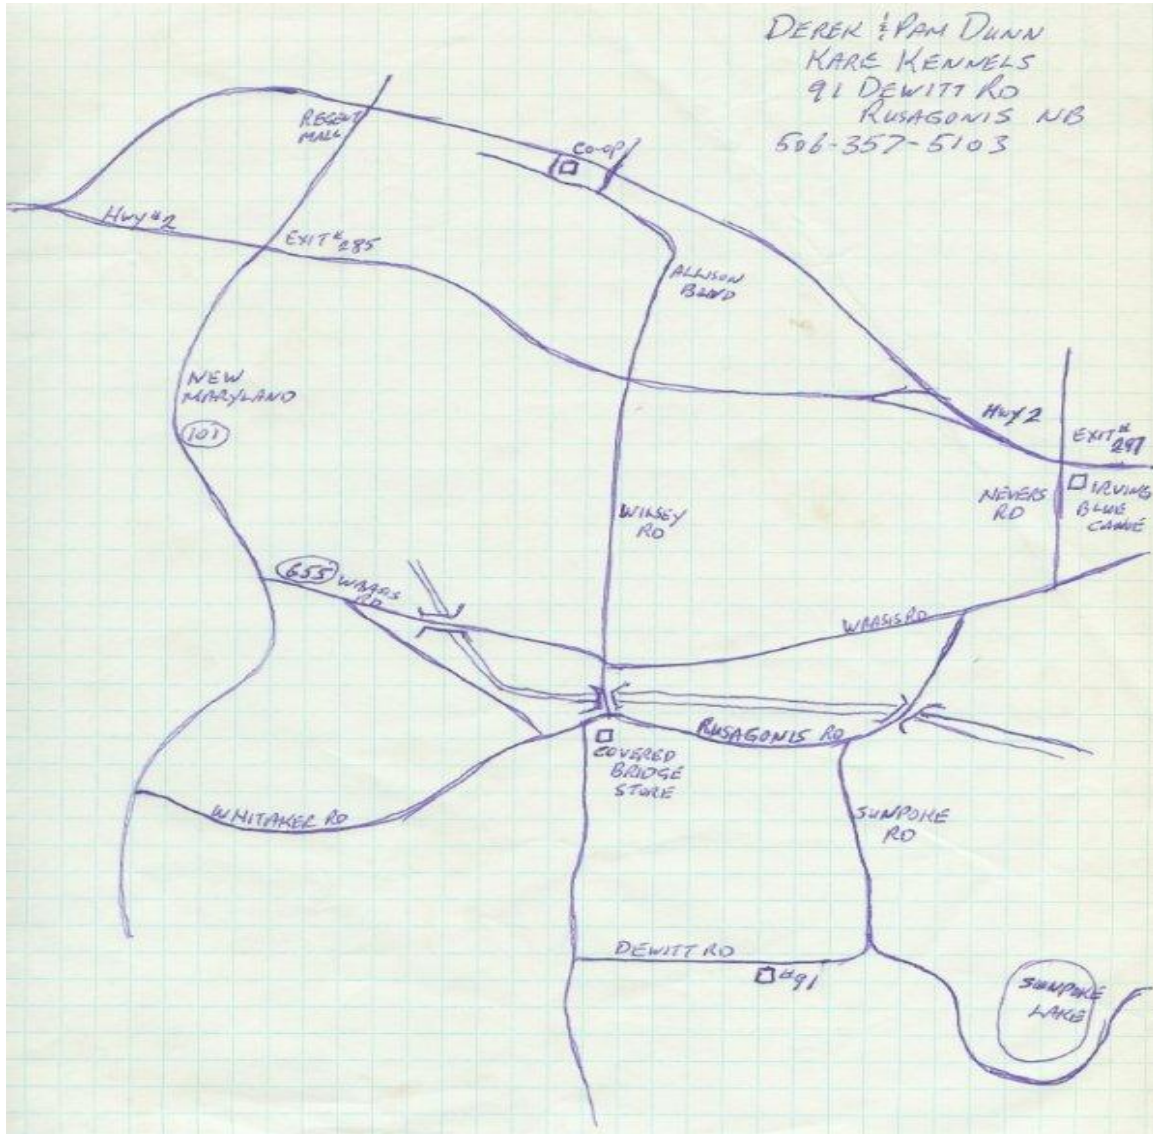 DEREK & PAM DUNN
KARE KENNELS
91 DEWITT RD
RUSAGONIS NB
506-357-5103
REGENT
MALL
CO-OP
HWY #2
EXIT #
285
ALLISON
BLVD
NEW
MARYLAND
101
HWY 2
EXIT #
297
NEVERS
RD
IRVING
BLUE
CANOE
WILSEY
RD
655
WAASIS
RD
WAASIS RD
RUSAGONIS RD
COVERED
BRIDGE
STORE
WHITAKER RD
SUNPOKE
RD
DEWITT RD
#91
SUNPOKE
LAKE